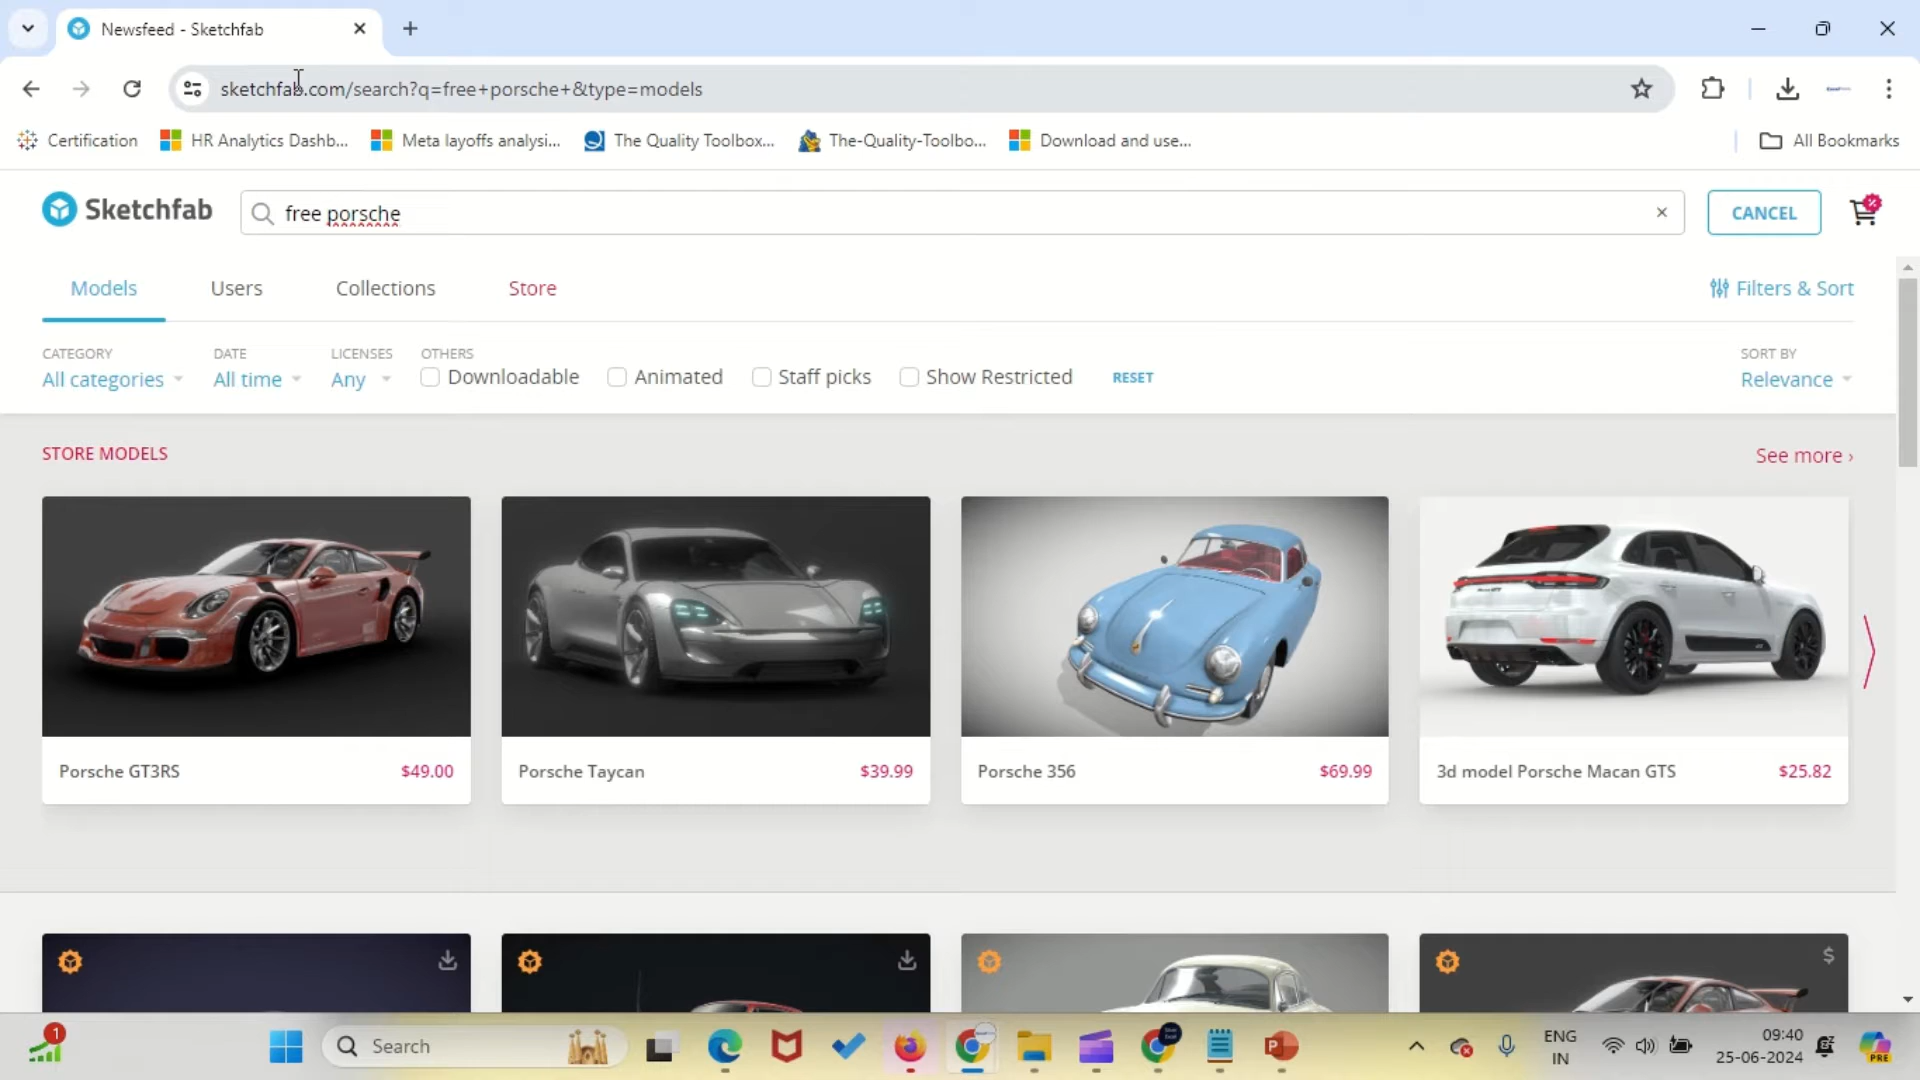 Newsfeed - Sketchfab
sketchfab.com/search?q=free+porsche+&type=models
Certification HR Analytics Dashb... Meta layoffs analysi... The Quality Toolbox... The-Quality-Toolbo... Download and use... All Bookmarks
Sketchfab free porsche CANCEL
Models Users Collections Store Filters & Sort
CATEGORY DATE LICENSES OTHERS SORT BY
All categories All time Any Downloadable Animated Staff picks Show Restricted RESET Relevance
STORE MODELS See more ›
Porsche GT3RS $49.00 Porsche Taycan $39.99 Porsche 356 $69.99 3d model Porsche Macan GTS $25.82
$
1 Search ENG 09:40
IN 25-06-2024 PRE